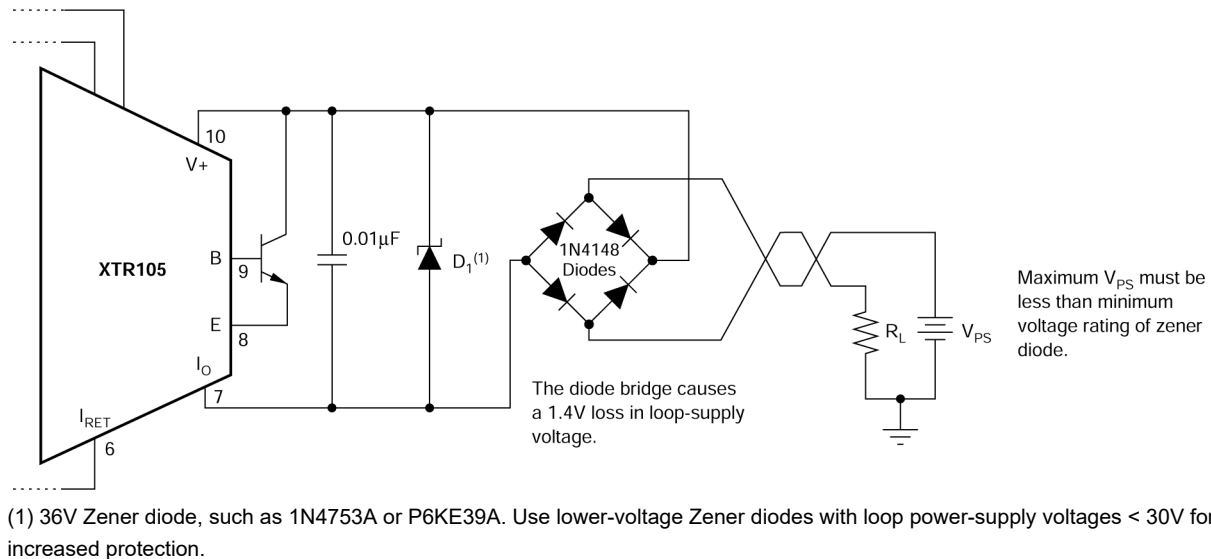 10
V+
XTR105
B
9
E
8
I_O
7
I_RET
6
0.01µF
D_1^(1)
1N4148
Diodes
The diode bridge causes
a 1.4V loss in loop-supply
voltage.
R_L
V_PS
Maximum V_PS must be
less than minimum
voltage rating of zener
diode.
(1) 36V Zener diode, such as 1N4753A or P6KE39A. Use lower-voltage Zener diodes with loop power-supply voltages < 30V for
increased protection.